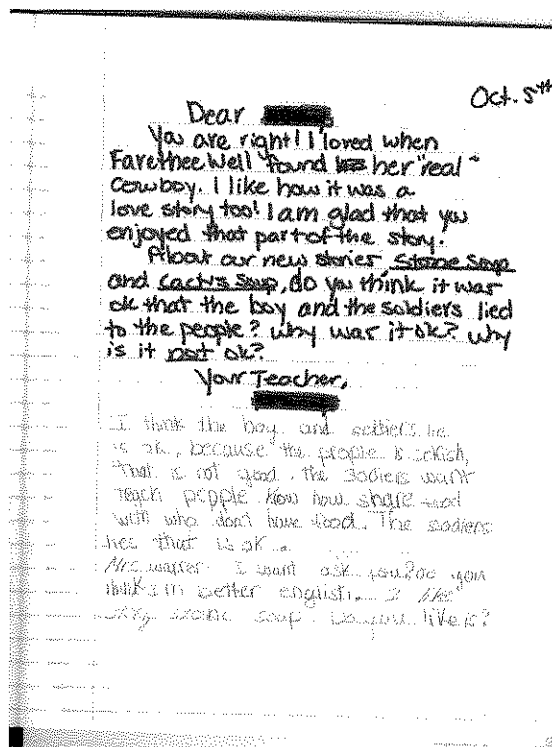 Oct. 5th
Dear
You are right! I loved when
Farethee Well found her "real"
Cowboy. I like how it was a
love story too! I am glad that you
enjoyed that part of the story.
About our new stories, Stone Soup
and Cactus Soup, do you think it was
ok that the boy and the soldiers lied
to the people? Why was it ok? Why
is it not ok?
Your Teacher,
I think the boy and soldiers lie
is ok, because the people is selkish,
that is not good. the sodiers want
teach people how share food
with who don't have food. The sodiers
lies that is ok.
I want ask you? Do you
thinks I'm better english. I like
stone soup. Do you like is?